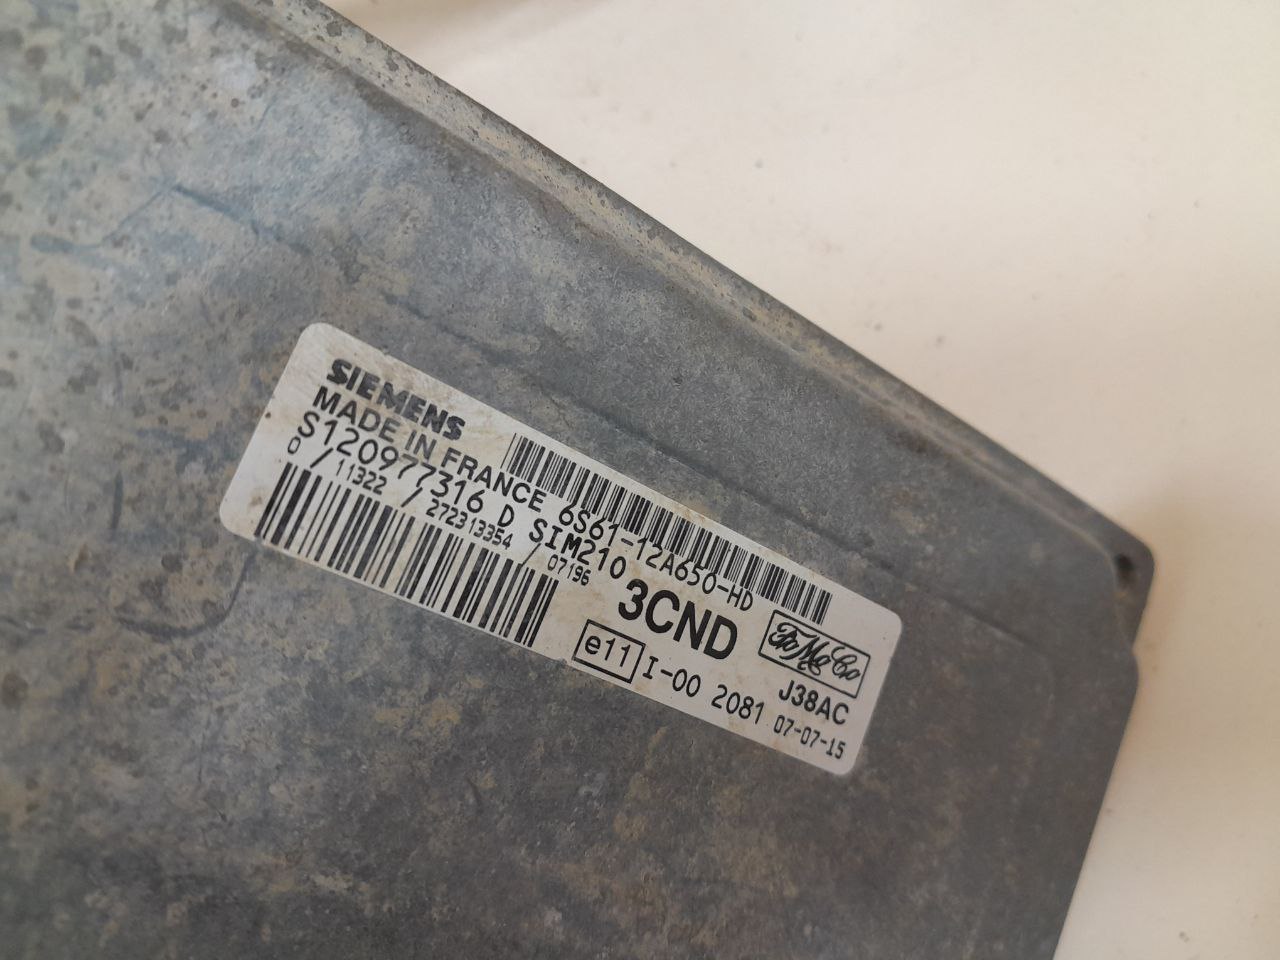 SIEMENS
MADE IN FRANCE 6S61-12A650-HD
S120977316 D SIM210
0 / 11322 / 272313354 / 07196
3CND
FoMoCo
e11 I-00 2081 J38AC
07-07-15